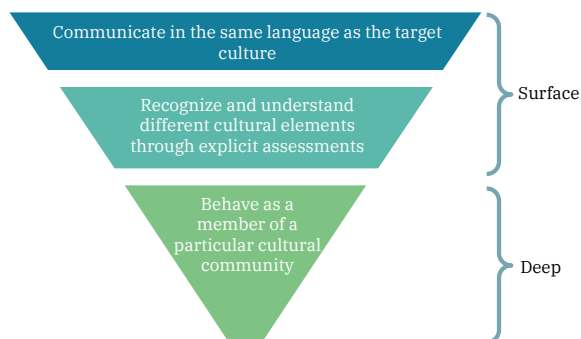 Communicate in the same language as the target
culture
Surface
Recognize and understand
different cultural elements
through explicit assessments
Behave as a
member of a
particular cultural
community
Deep